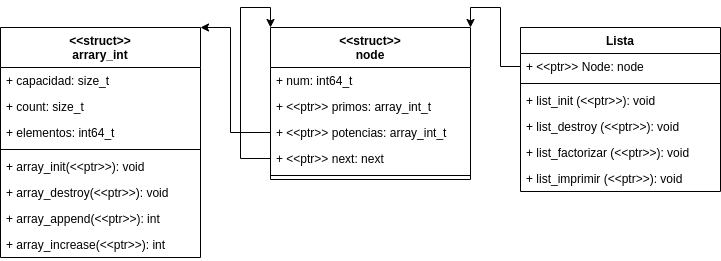 <<struct>>
arrary_int
+ capacidad: size_t
+ count: size_t
+ elementos: int64_t
+ array_init(<<ptr>>): void
+ array_destroy(<<ptr>>): void
+ array_append(<<ptr>>): int
+ array_increase(<<ptr>>): int
<<struct>>
node
+ num: int64_t
+ <<ptr>> primos: array_int_t
+ <<ptr>> potencias: array_int_t
+ <<ptr>> next: next
Lista
+ <<ptr>> Node: node
+ list_init (<<ptr>>): void
+ list_destroy (<<ptr>>): void
+ list_factorizar (<<ptr>>): void
+ list_imprimir (<<ptr>>): void